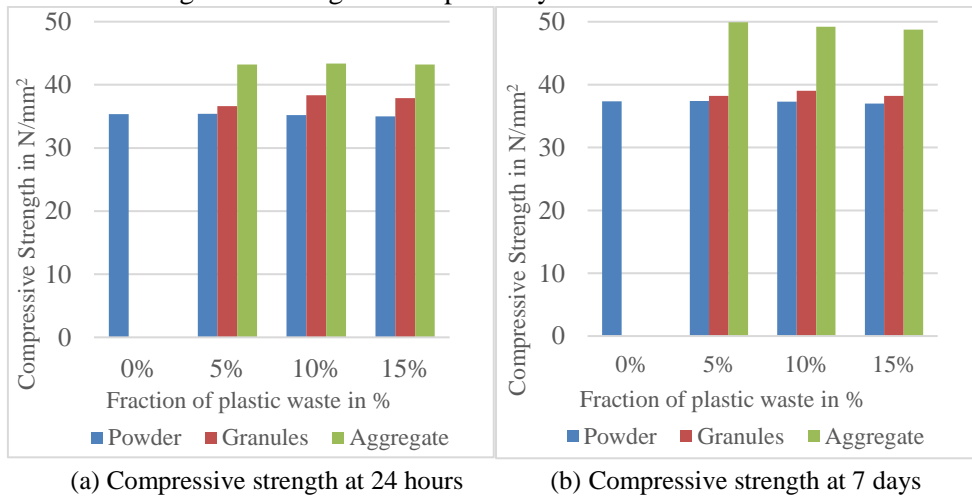 50
40
30
20
10
0
Compressive Strength in N/mm²
0% 5% 10% 15%
Fraction of plastic waste in %
Powder Granules Aggregate
(a) Compressive strength at 24 hours
50
40
30
20
10
0
Compressive Strength in N/mm²
0% 5% 10% 15%
Fraction of plastic waste in %
Powder Granules Aggregate
(b) Compressive strength at 7 days